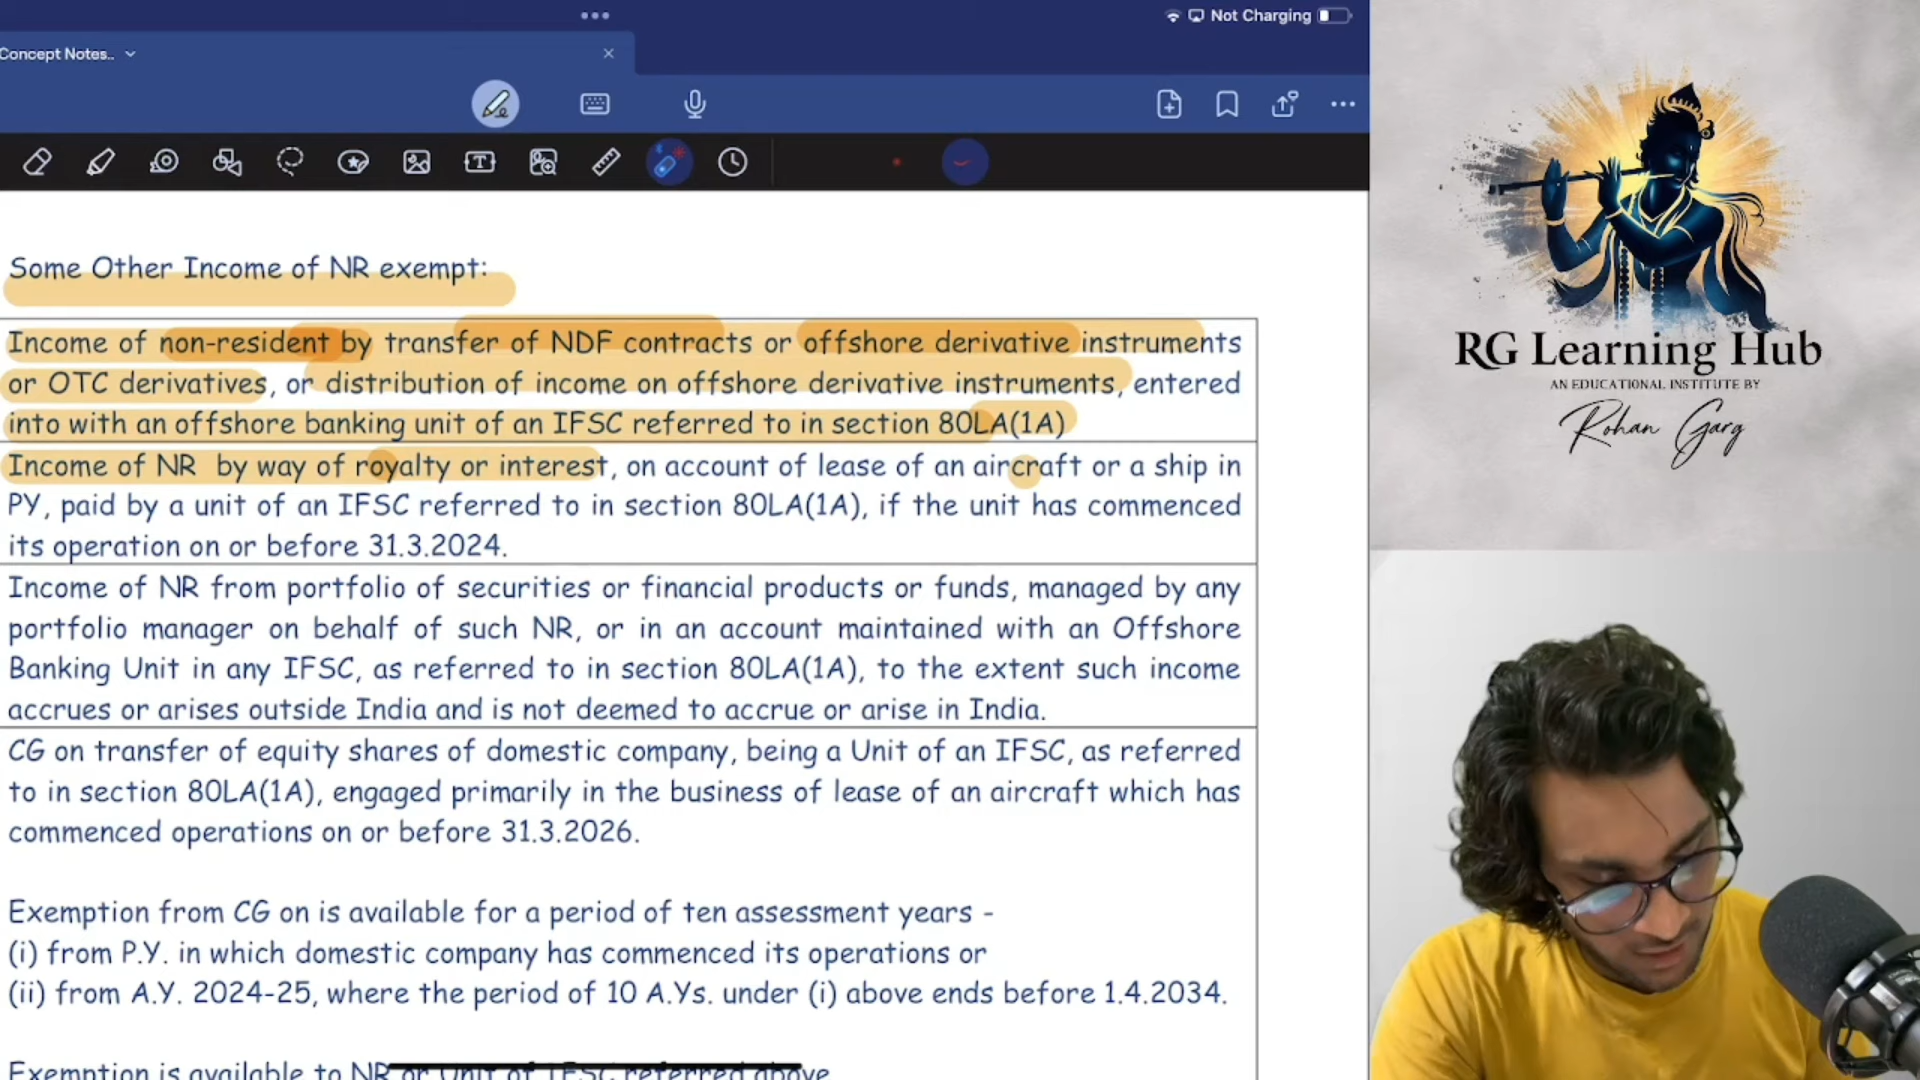 Not Charging
Concept Notes..
Some Other Income of NR exempt:
Income of non-resident by transfer of NDF contracts or offshore derivative instruments
or OTC derivatives, or distribution of income on offshore derivative instruments, entered
into with an offshore banking unit of an IFSC referred to in section 80LA(1A)
Income of NR by way of royalty or interest, on account of lease of an aircraft or a ship in
PY, paid by a unit of an IFSC referred to in section 80LA(1A), if the unit has commenced
its operation on or before 31.3.2024.
Income of NR from portfolio of securities or financial products or funds, managed by any
portfolio manager on behalf of such NR, or in an account maintained with an Offshore
Banking Unit in any IFSC, as referred to in section 80LA(1A), to the extent such income
accrues or arises outside India and is not deemed to accrue or arise in India.
CG on transfer of equity shares of domestic company, being a Unit of an IFSC, as referred
to in section 80LA(1A), engaged primarily in the business of lease of an aircraft which has
commenced operations on or before 31.3.2026.
Exemption from CG on is available for a period of ten assessment years -
(i) from P.Y. in which domestic company has commenced its operations or
(ii) from A.Y. 2024-25, where the period of 10 A.Ys. under (i) above ends before 1.4.2034.
Exemption is available to NR or Unit of IFSC referred above
RG Learning Hub
AN EDUCATIONAL INSTITUTE BY
Rohan Garg